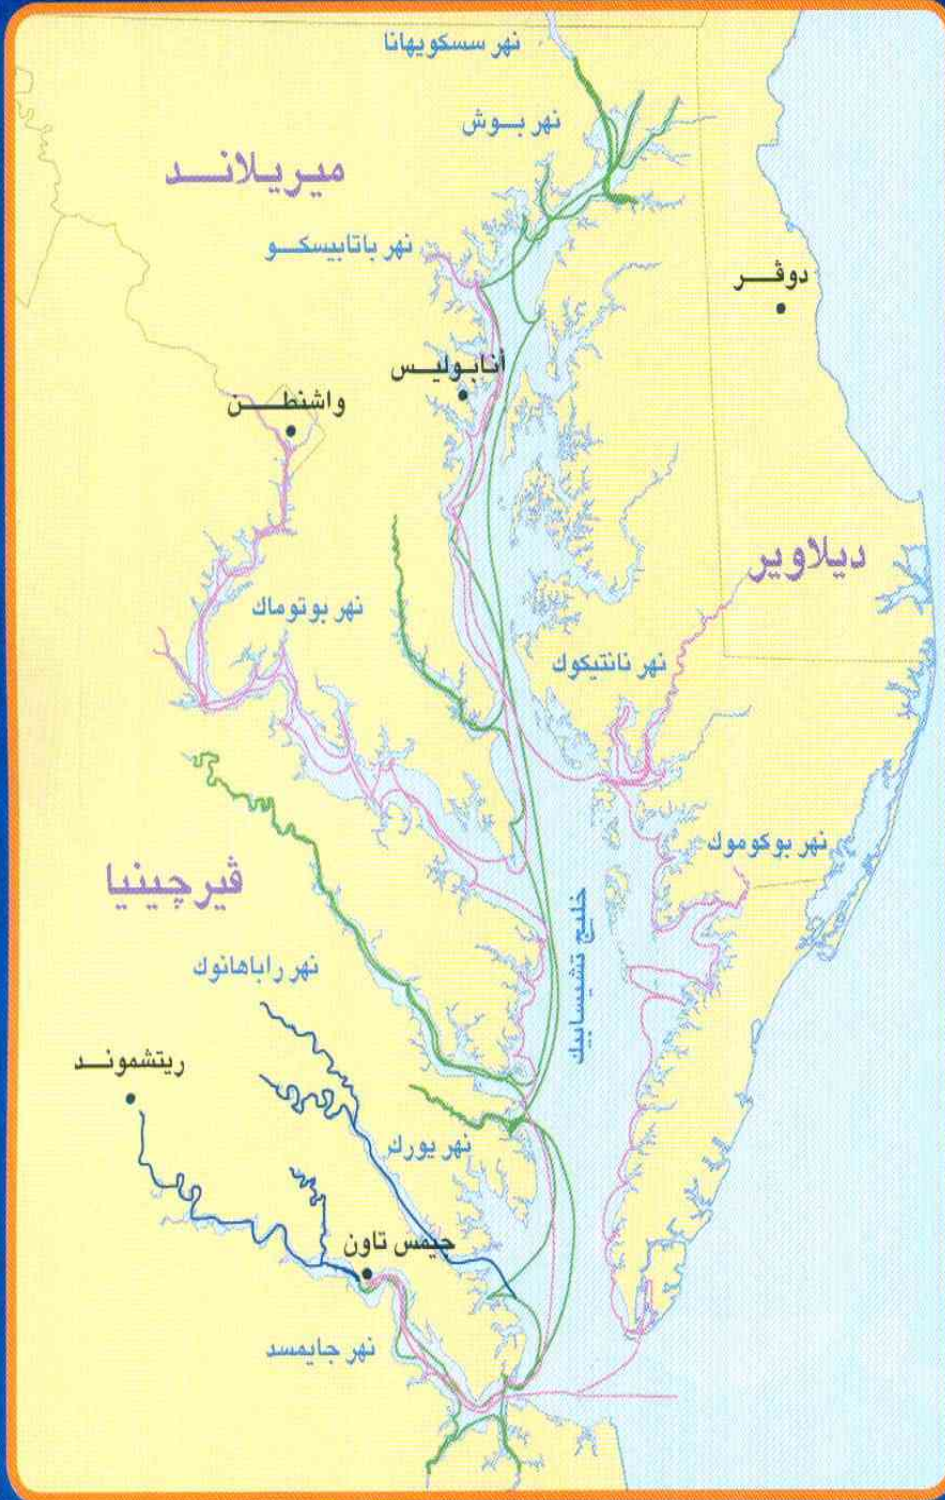 نهر سسكويهانا
نهر بوش
ميريلاند
نهر باتابيسكو
دوڤر
أنابوليس
واشنطن
ديلاوير
نهر بوتوماك
نهر نانتيكوك
نهر بوكوموك
ڤيرچينيا
خليج تشيسابيك
نهر راباهانوك
ريتشموند
نهر يورك
چيمس تاون
نهر جايمسد